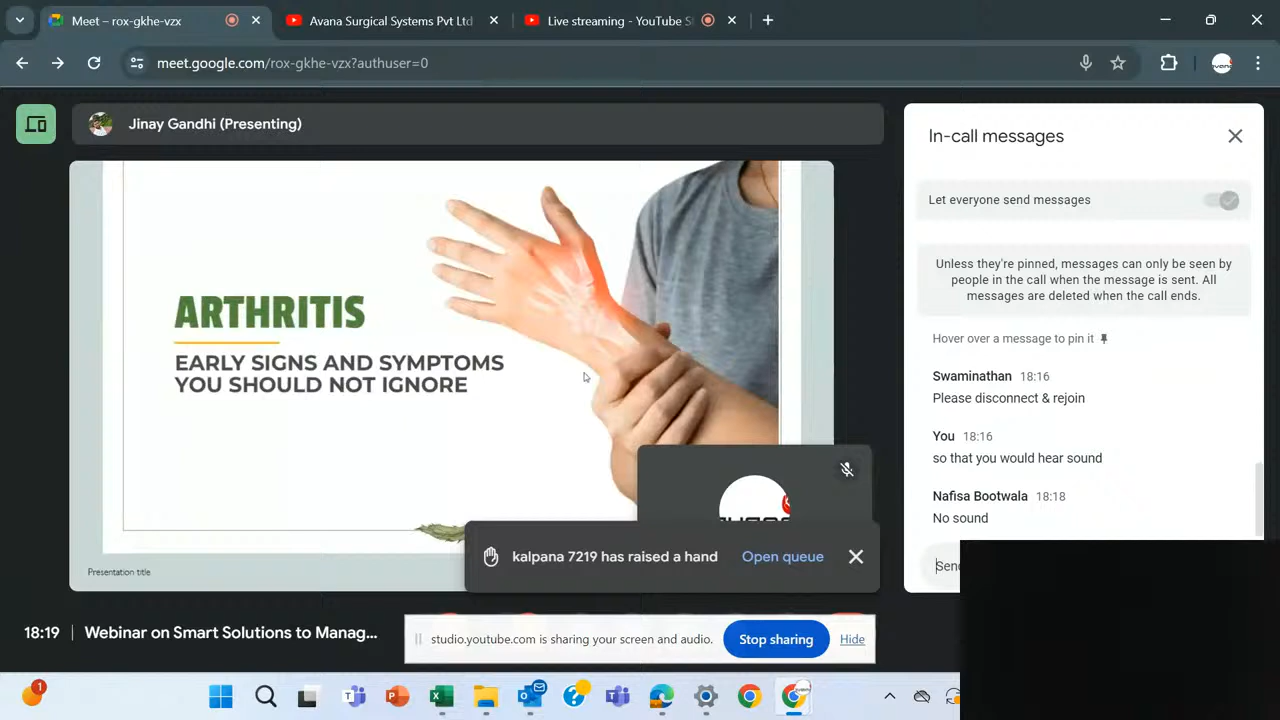 Meet – rox-gkhe-vzx
Avana Surgical Systems Pvt Ltd
Live streaming - YouTube S
meet.google.com/rox-gkhe-vzx?authuser=0
Jinay Gandhi (Presenting)
ARTHRITIS
EARLY SIGNS AND SYMPTOMS
YOU SHOULD NOT IGNORE
Presentation title
In-call messages
Let everyone send messages
Unless they're pinned, messages can only be seen by
people in the call when the message is sent. All
messages are deleted when the call ends.
Hover over a message to pin it
Swaminathan 18:16
Please disconnect & rejoin
You 18:16
so that you would hear sound
Nafisa Bootwala 18:18
No sound
Send
kalpana 7219 has raised a hand Open queue
18:19 | Webinar on Smart Solutions to Manag...
studio.youtube.com is sharing your screen and audio. Stop sharing Hide
1